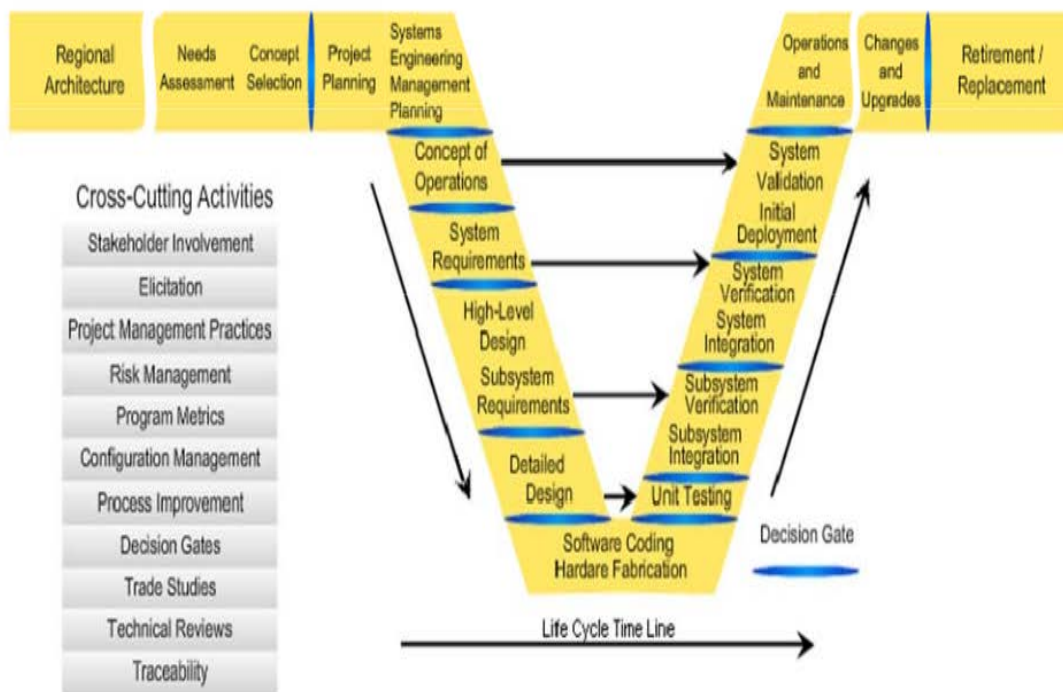 Regional
Architecture
Needs
Assessment
Concept
Selection
Project
Planning
Systems
Engineering
Management
Planning
Operations
and
Maintenance
Changes
and
Upgrades
Retirement /
Replacement
Concept of
Operations
System
Requirements
High-Level
Design
Subsystem
Requirements
Detailed
Design
Software Coding
Hardare Fabrication
Unit Testing
Subsystem
Integration
Subsystem
Verification
System
Integration
System
Verification
Initial
Deployment
System
Validation
Cross-Cutting Activities
Stakeholder Involvement
Elicitation
Project Management Practices
Risk Management
Program Metrics
Configuration Management
Process Improvement
Decision Gates
Trade Studies
Technical Reviews
Traceability
Decision Gate
Life Cycle Time Line